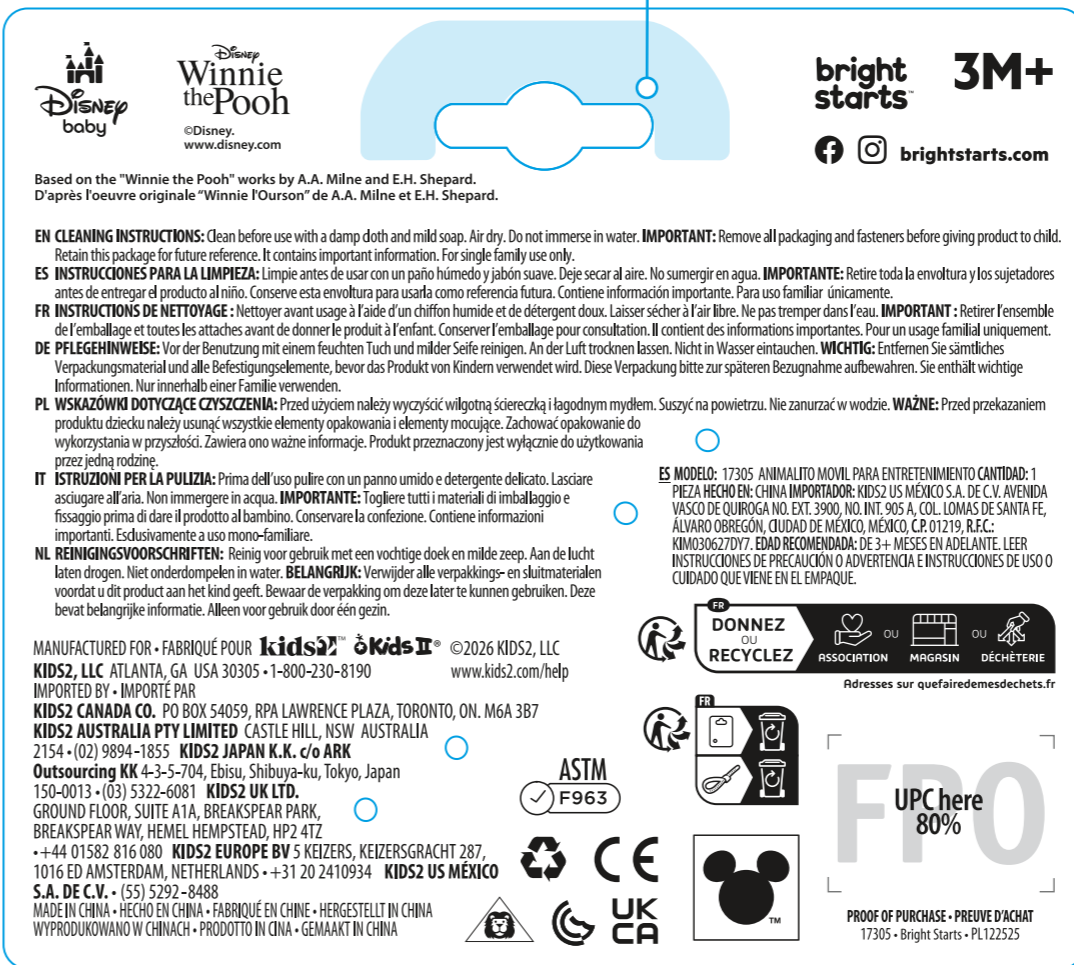 Disney
baby
Disney
Winnie
the Pooh
©Disney.
www.disney.com
bright
starts™
3M+
brightstarts.com
Based on the "Winnie the Pooh" works by A.A. Milne and E.H. Shepard.
D'après l'oeuvre originale “Winnie l'Ourson” de A.A. Milne et E.H. Shepard.
EN CLEANING INSTRUCTIONS: Clean before use with a damp cloth and mild soap. Air dry. Do not immerse in water. IMPORTANT: Remove all packaging and fasteners before giving product to child.
Retain this package for future reference. It contains important information. For single family use only.
ES INSTRUCCIONES PARA LA LIMPIEZA: Limpie antes de usar con un paño húmedo y jabón suave. Deje secar al aire. No sumergir en agua. IMPORTANTE: Retire toda la envoltura y los sujetadores
antes de entregar el producto al niño. Conserve esta envoltura para usarla como referencia futura. Contiene información importante. Para uso familiar únicamente.
FR INSTRUCTIONS DE NETTOYAGE : Nettoyer avant usage à l'aide d'un chiffon humide et de détergent doux. Laisser sécher à l'air libre. Ne pas tremper dans l'eau. IMPORTANT : Retirer l'ensemble
de l'emballage et toutes les attaches avant de donner le produit à l'enfant. Conserver l'emballage pour consultation. Il contient des informations importantes. Pour un usage familial uniquement.
DE PFLEGEHINWEISE: Vor der Benutzung mit einem feuchten Tuch und milder Seife reinigen. An der Luft trocknen lassen. Nicht in Wasser eintauchen. WICHTIG: Entfernen Sie sämtliches
Verpackungsmaterial und alle Befestigungselemente, bevor das Produkt von Kindern verwendet wird. Diese Verpackung bitte zur späteren Bezugnahme aufbewahren. Sie enthält wichtige
Informationen. Nur innerhalb einer Familie verwenden.
PL WSKAZÓWKI DOTYCZĄCE CZYSZCZENIA: Przed użyciem należy wyczyścić wilgotną ściereczką i łagodnym mydłem. Suszyć na powietrzu. Nie zanurzać w wodzie. WAŻNE: Przed przekazaniem
produktu dziecku należy usunąć wszystkie elementy opakowania i elementy mocujące. Zachować opakowanie do
wykorzystania w przyszłości. Zawiera ono ważne informacje. Produkt przeznaczony jest wyłącznie do użytkowania
przez jedną rodzinę.
IT ISTRUZIONI PER LA PULIZIA: Prima dell'uso pulire con un panno umido e detergente delicato. Lasciare
asciugare all'aria. Non immergere in acqua. IMPORTANTE: Togliere tutti i materiali di imballaggio e
fissaggio prima di dare il prodotto al bambino. Conservare la confezione. Contiene informazioni
importanti. Esclusivamente a uso mono-familiare.
NL REINIGINGSVOORSCHRIFTEN: Reinig voor gebruik met een vochtige doek en milde zeep. Aan de lucht
laten drogen. Niet onderdompelen in water. BELANGRIJK: Verwijder alle verpakkings- en sluitmaterialen
voordat u dit product aan het kind geeft. Bewaar de verpakking om deze later te kunnen gebruiken. Deze
bevat belangrijke informatie. Alleen voor gebruik door één gezin.
ES MODELO: 17305 ANIMALITO MOVIL PARA ENTRETENIMIENTO CANTIDAD: 1
PIEZA HECHO EN: CHINA IMPORTADOR: KIDS2 US MÉXICO S.A. DE C.V. AVENIDA
VASCO DE QUIROGA NO. EXT. 3900, NO. INT. 905 A, COL. LOMAS DE SANTA FE,
ÁLVARO OBREGÓN, CIUDAD DE MÉXICO, MÉXICO, C.P. 01219, R.F.C.:
KIM030627DY7. EDAD RECOMENDADA: DE 3+ MESES EN ADELANTE. LEER
INSTRUCCIONES DE PRECAUCIÓN O ADVERTENCIA E INSTRUCCIONES DE USO O
CUIDADO QUE VIENE EN EL EMPAQUE.
MANUFACTURED FOR • FABRIQUÉ POUR kids2™ Kids II® ©2026 KIDS2, LLC
KIDS2, LLC ATLANTA, GA USA 30305 • 1-800-230-8190 www.kids2.com/help
IMPORTED BY • IMPORTÉ PAR
KIDS2 CANADA CO. PO BOX 54059, RPA LAWRENCE PLAZA, TORONTO, ON. M6A 3B7
KIDS2 AUSTRALIA PTY LIMITED CASTLE HILL, NSW AUSTRALIA
2154 • (02) 9894-1855 KIDS2 JAPAN K.K. c/o ARK
Outsourcing KK 4-3-5-704, Ebisu, Shibuya-ku, Tokyo, Japan
150-0013 • (03) 5322-6081 KIDS2 UK LTD.
GROUND FLOOR, SUITE A1A, BREAKSPEAR PARK,
BREAKSPEAR WAY, HEMEL HEMPSTEAD, HP2 4TZ
• +44 01582 816 080 KIDS2 EUROPE BV 5 KEIZERS, KEIZERSGRACHT 287,
1016 ED AMSTERDAM, NETHERLANDS • +31 20 2410934 KIDS2 US MÉXICO
S.A. DE C.V. • (55) 5292-8488
MADE IN CHINA • HECHO EN CHINA • FABRIQUÉ EN CHINE • HERGESTELLT IN CHINA
WYPRODUKOWANO W CHINACH • PRODOTTO IN CINA • GEMAAKT IN CHINA
ASTM
F963
CE
UK
CA
FR
DONNEZ
OU
RECYCLEZ
ASSOCIATION OU MAGASIN OU DÉCHÈTERIE
Adresses sur quefairedemesdechets.fr
FR
TM
FPO
UPC here
80%
PROOF OF PURCHASE • PREUVE D'ACHAT
17305 • Bright Starts • PL122525